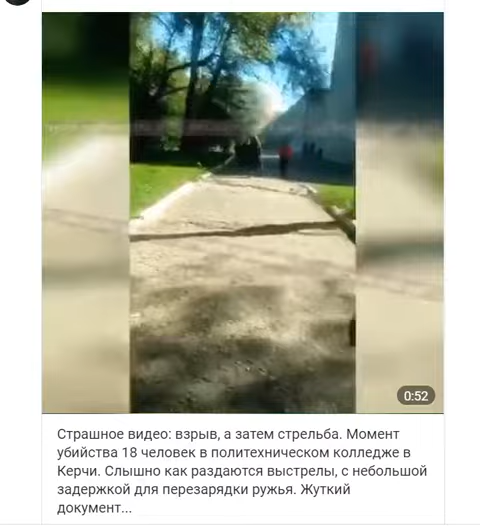 0:52
Страшное видео: взрыв, а затем стрельба. Момент
убийства 18 человек в политехническом колледже в
Керчи. Слышно как раздаются выстрелы, с небольшой
задержкой для перезарядки ружья. Жуткий
документ...